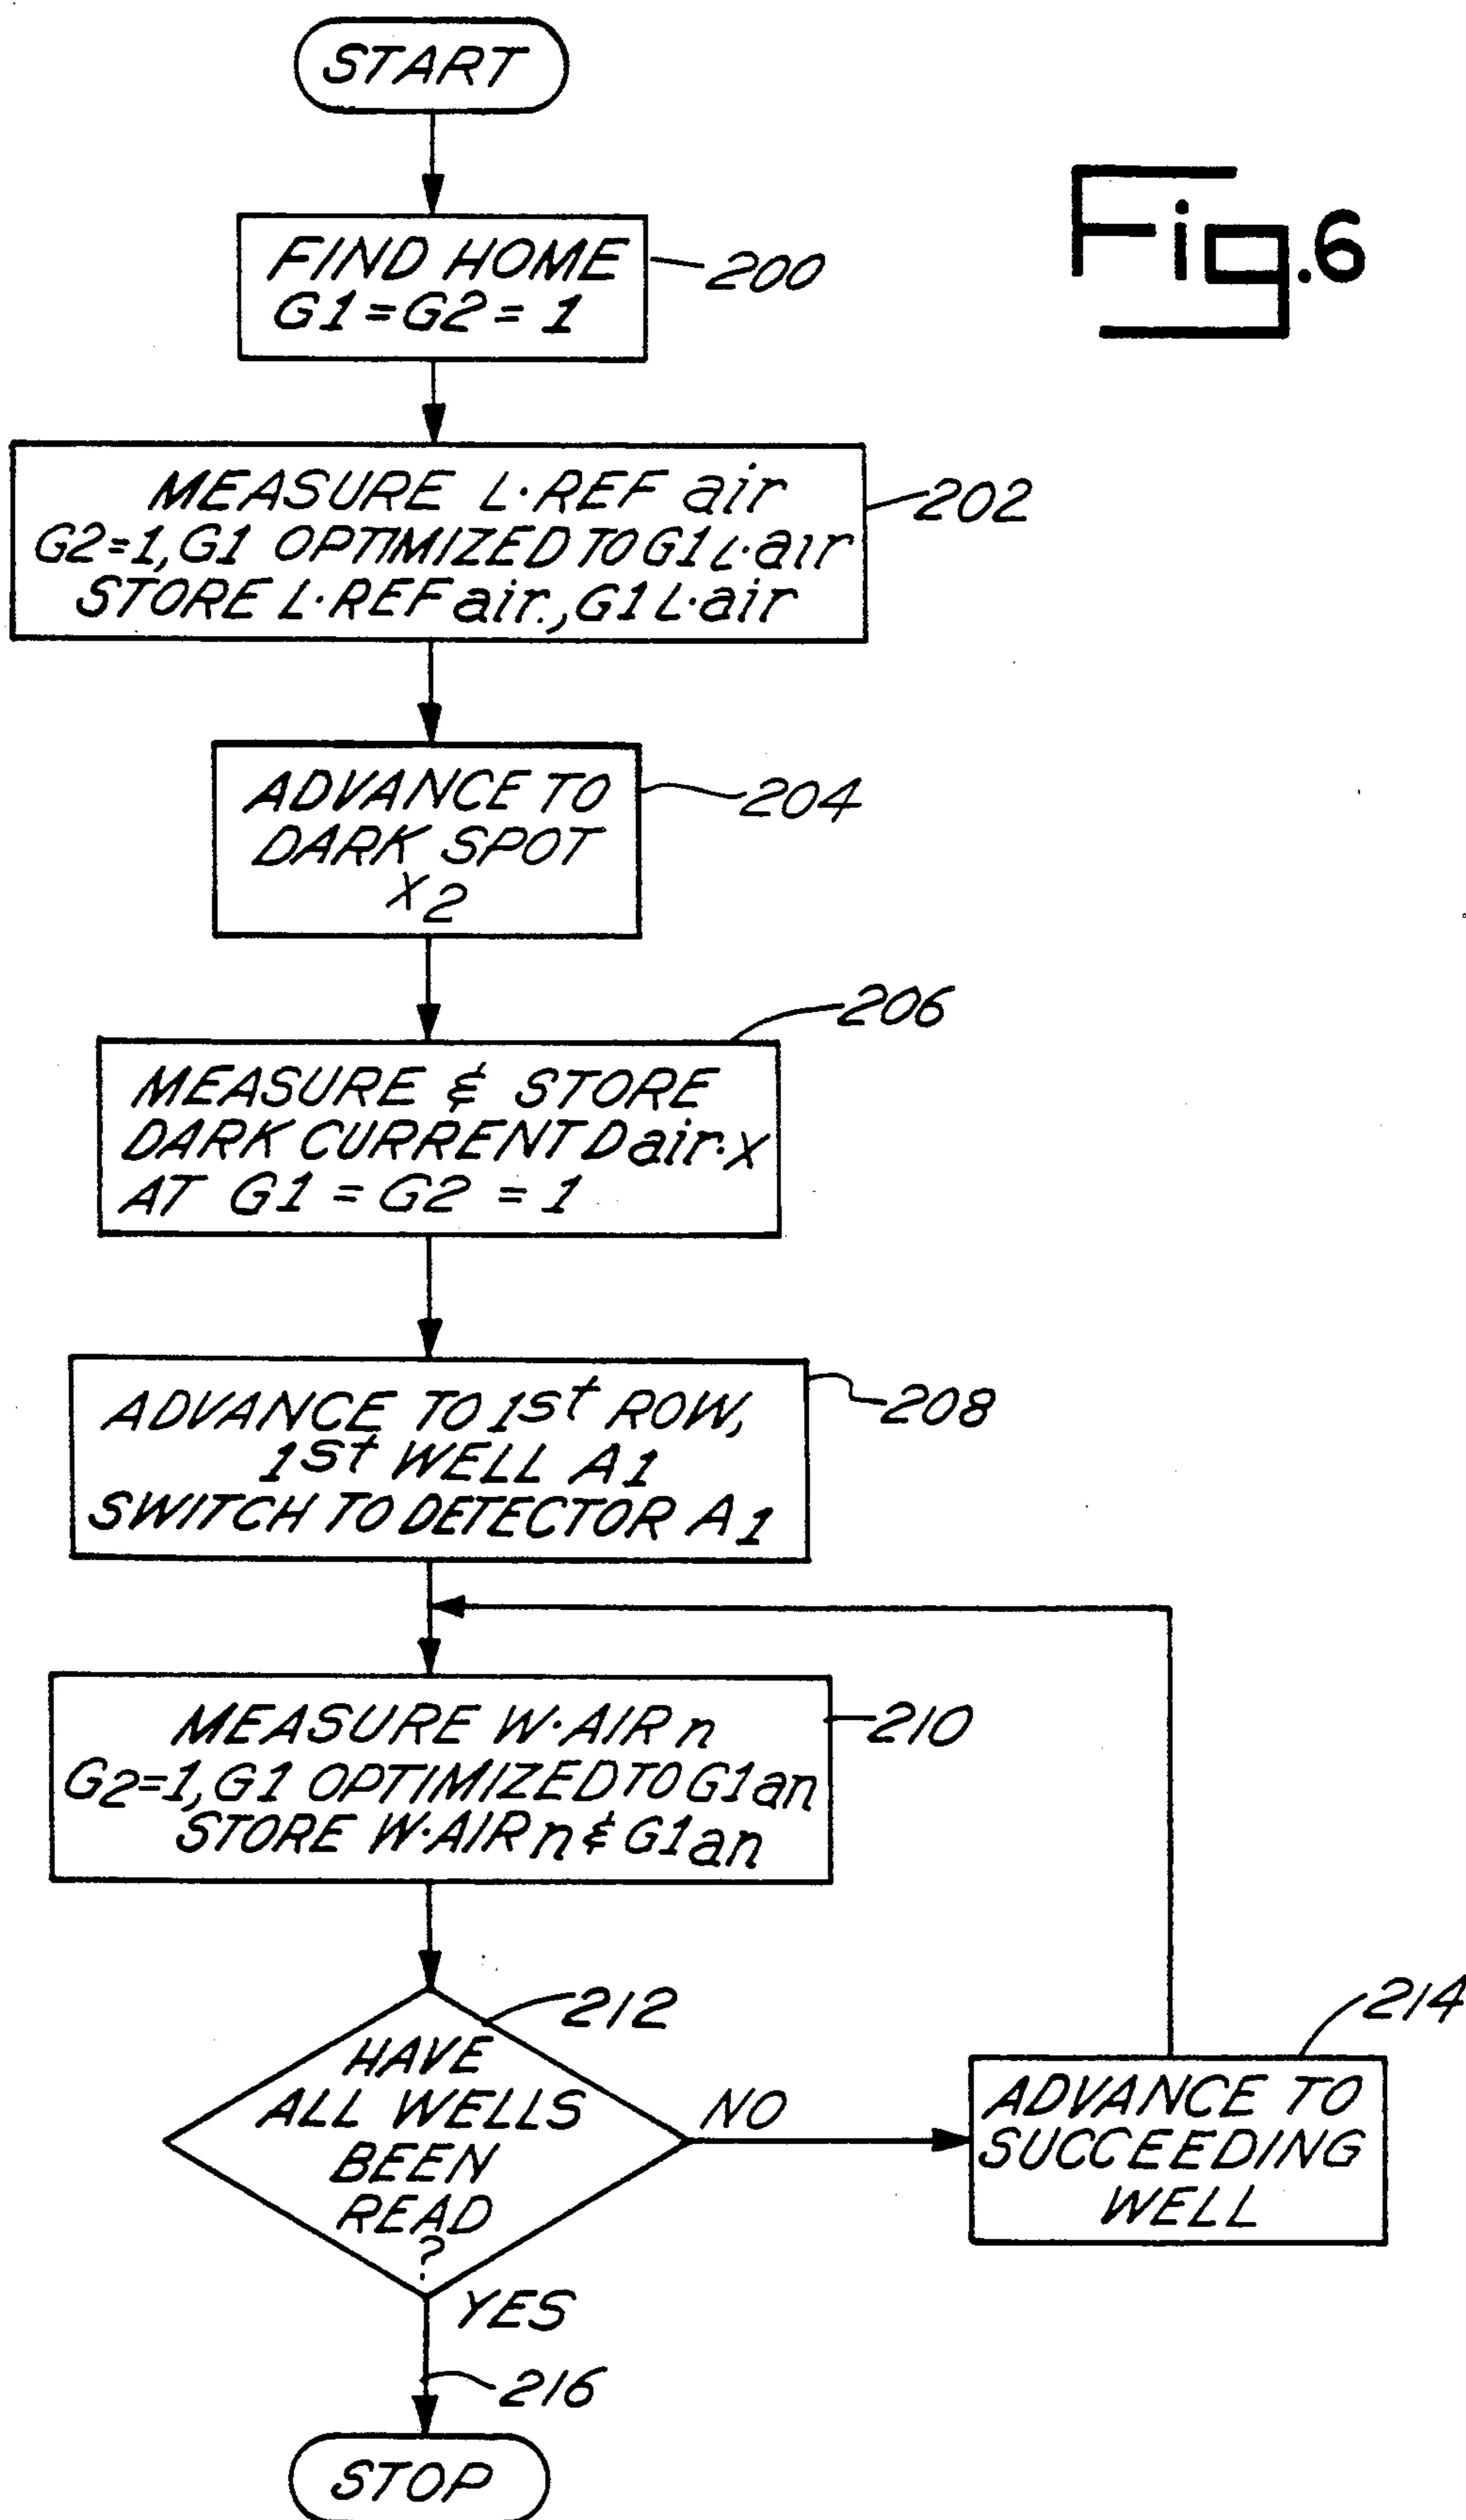 START
Fig.6
FIND HOME
G1=G2=1
200
MEASURE L·REF air
G2=1, G1 OPTIMIZED TO G1 L·air
STORE L·REF air., G1 L·air
202
ADVANCE TO
DARK SPOT
X2
204
206
MEASURE & STORE
DARK CURRENT Dair·x
AT G1 = G2 = 1
ADVANCE TO 1st ROW,
1st WELL A1
SWITCH TO DETECTOR A1
208
MEASURE W·AIR n
G2=1, G1 OPTIMIZED TO G1an
STORE W·AIR n & G1an
210
212
HAVE
ALL WELLS
BEEN
READ
?
NO
214
ADVANCE TO
SUCCEEDING
WELL
YES
216
STOP